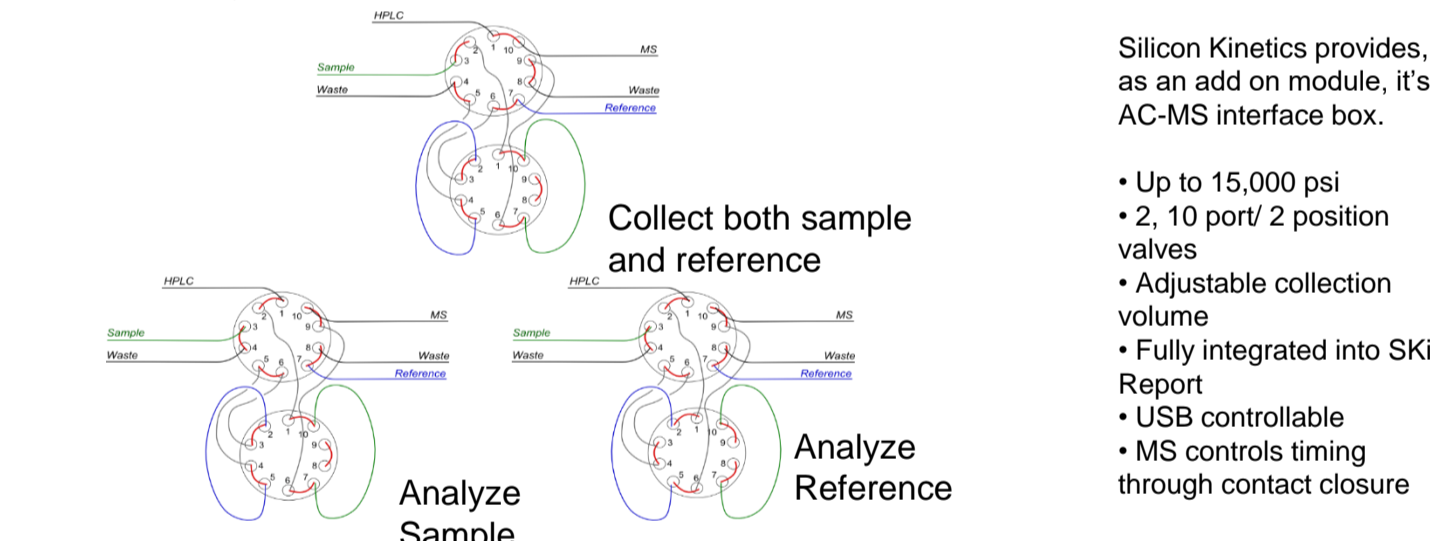 HPLC
MS
Sample
Waste
Waste
Reference
1
10
2
3
9
4
8
5
6
7
1
10
2
3
9
4
8
5
6
7
Collect both sample
and reference
HPLC
MS
Sample
Waste
Waste
Reference
1
10
2
3
9
4
8
5
6
7
1
10
2
3
9
4
8
5
6
7
Analyze
Sample
HPLC
MS
Sample
Waste
Waste
Reference
1
10
2
3
9
4
8
5
6
7
1
10
2
3
9
4
8
5
6
7
Analyze
Reference
Silicon Kinetics provides,
as an add on module, it's
AC-MS interface box.
• Up to 15,000 psi
• 2, 10 port/ 2 position
valves
• Adjustable collection
volume
• Fully integrated into SKi
Report
• USB controllable
• MS controls timing
through contact closure